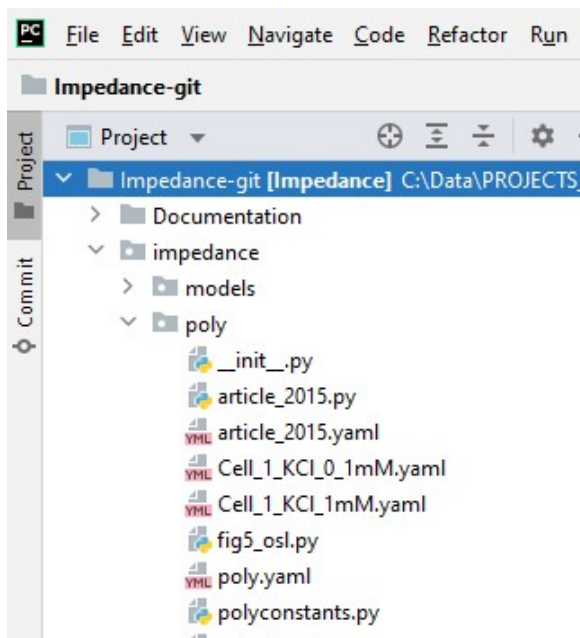 PC File Edit View Navigate Code Refactor Run
Impedance-git
Project
Project
Commit
Impedance-git [Impedance] C:\Data\PROJECTS_
Documentation
impedance
models
poly
__init__.py
article_2015.py
YML article_2015.yaml
YML Cell_1_KCl_0_1mM.yaml
YML Cell_1_KCl_1mM.yaml
fig5_osl.py
YML poly.yaml
polyconstants.py